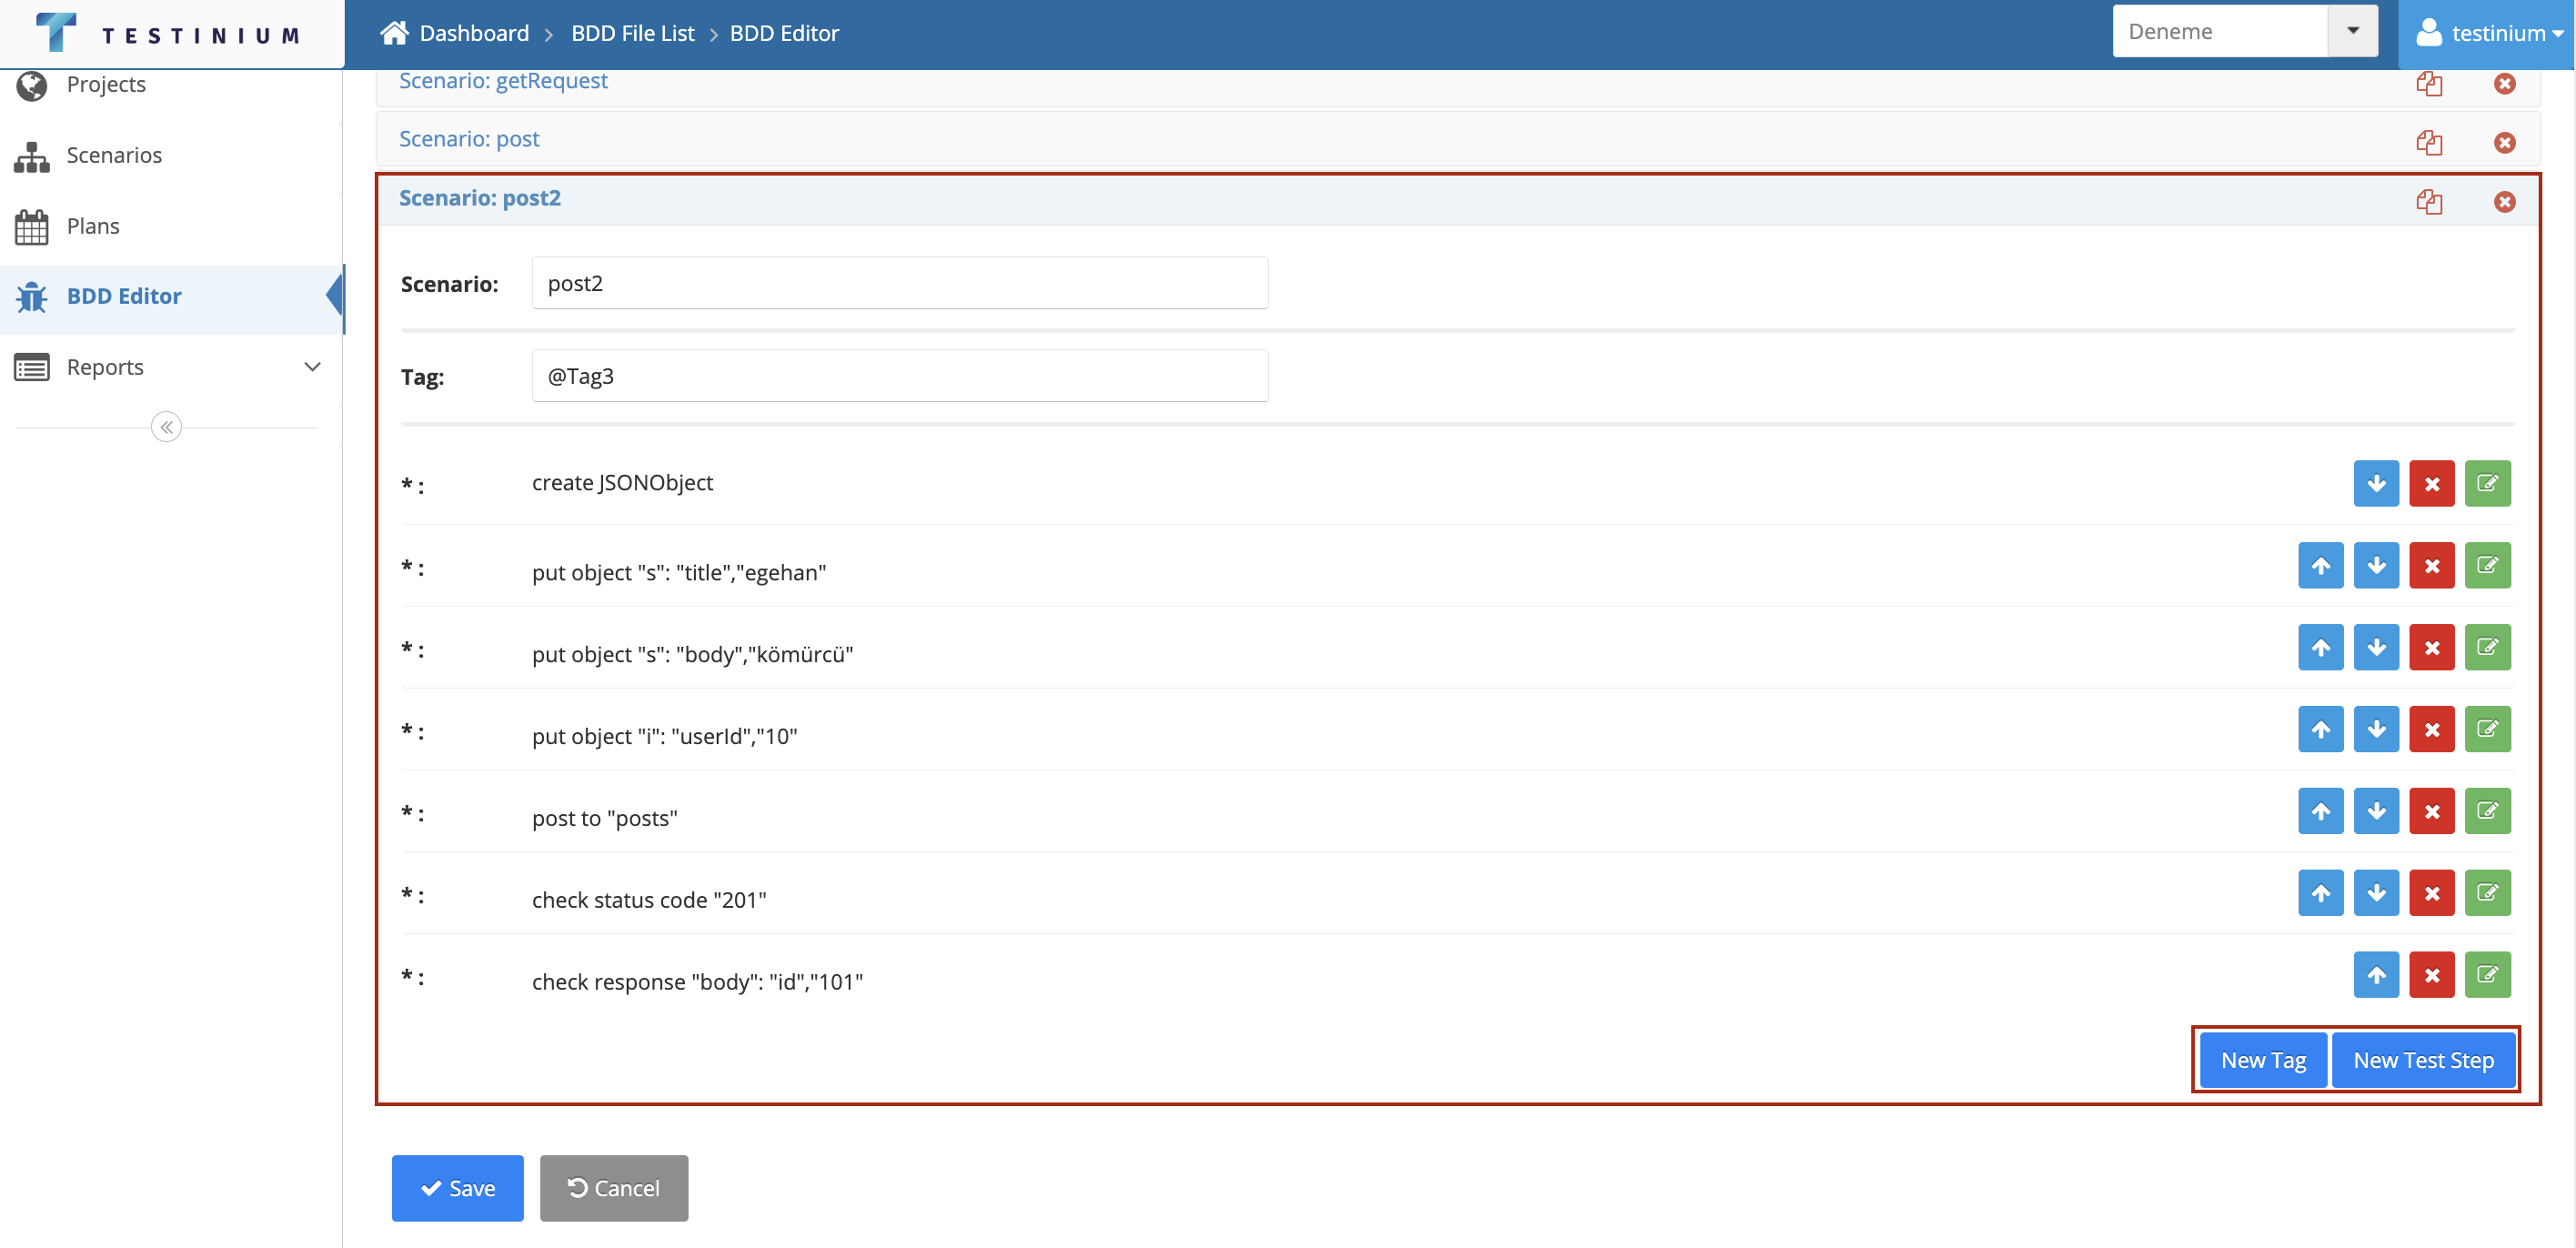 TESTINIUM
Dashboard > BDD File List > BDD Editor
Deneme
testinium
Projects
Scenarios
Plans
BDD Editor
Reports
Scenario: getRequest
Scenario: post
Scenario: post2
Scenario: post2
Tag: @Tag3
* : create JSONObject
* : put object "s": "title","egehan"
* : put object "s": "body","kömürcü"
* : put object "i": "userId","10"
* : post to "posts"
* : check status code "201"
* : check response "body": "id","101"
New Tag New Test Step
Save Cancel